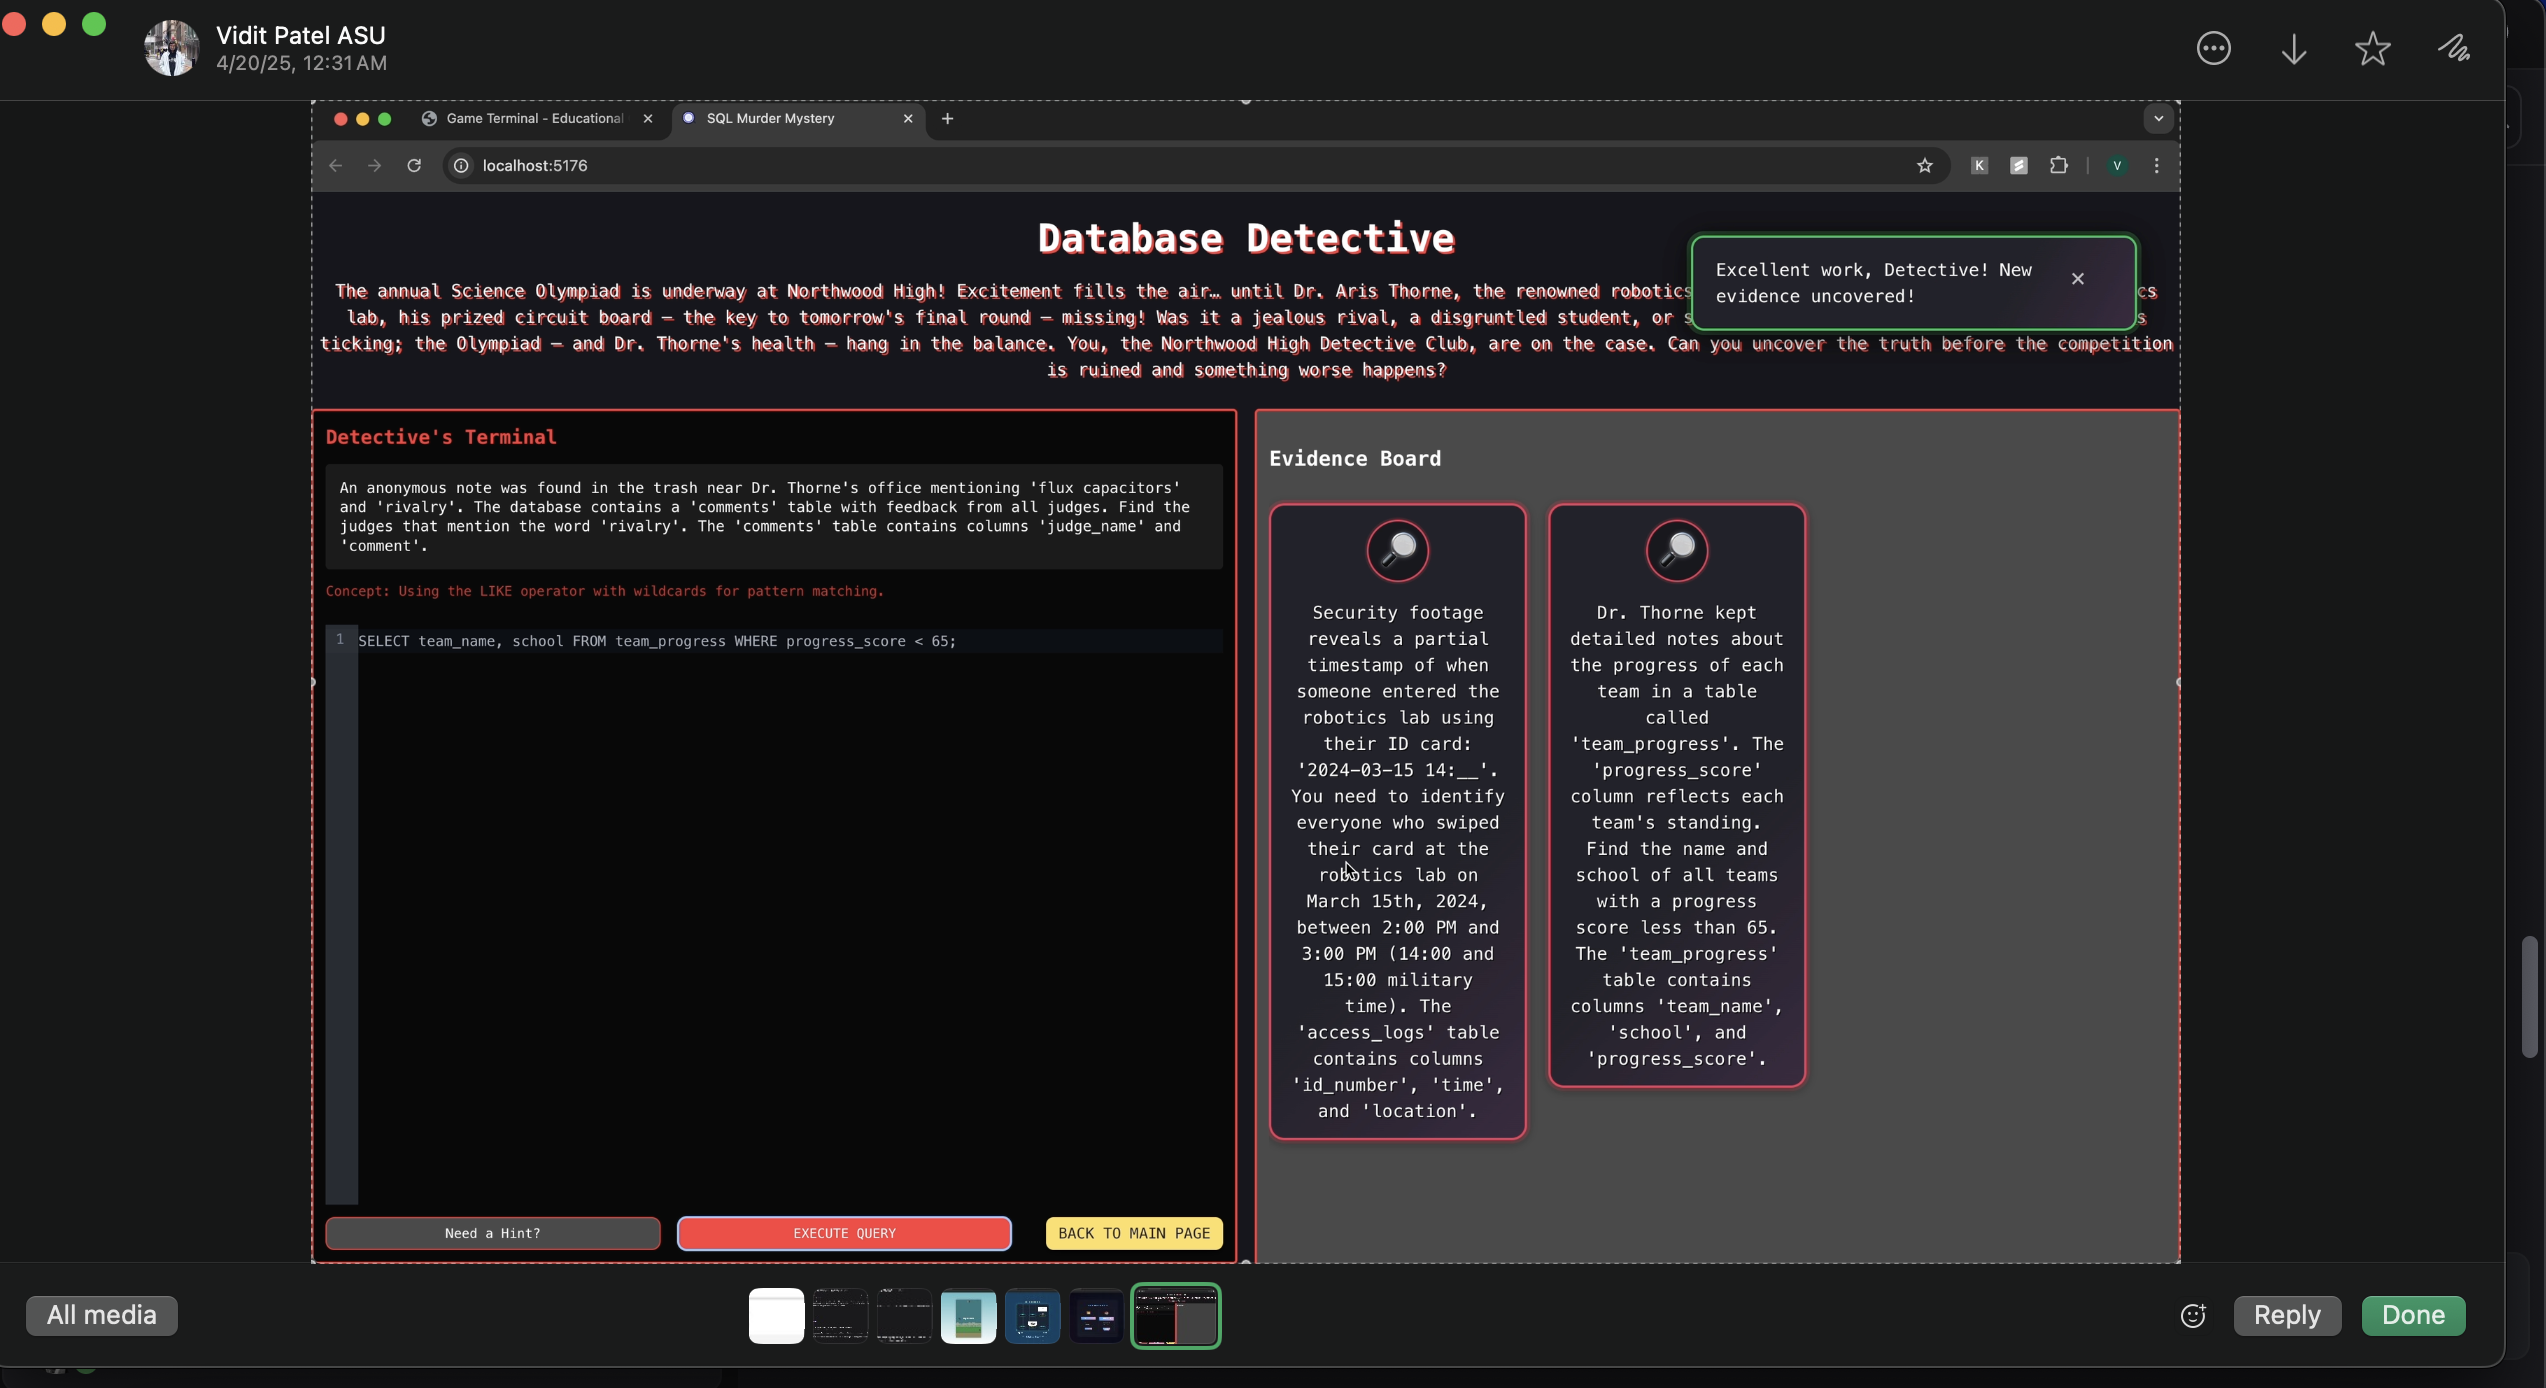 Vidit Patel ASU
4/20/25, 12:31 AM
Game Terminal - Educational
SQL Murder Mystery
localhost:5176
K
V
Database Detective
Excellent work, Detective! New
evidence uncovered!
The annual Science Olympiad is underway at Northwood High! Excitement fills the air… until Dr. Aris Thorne, the renowned robotics cs
lab, his prized circuit board — the key to tomorrow's final round — missing! Was it a jealous rival, a disgruntled student, or s s
ticking; the Olympiad — and Dr. Thorne's health — hang in the balance. You, the Northwood High Detective Club, are on the case. Can you uncover the truth before the competition
is ruined and something worse happens?
Detective's Terminal
An anonymous note was found in the trash near Dr. Thorne's office mentioning 'flux capacitors'
and 'rivalry'. The database contains a 'comments' table with feedback from all judges. Find the
judges that mention the word 'rivalry'. The 'comments' table contains columns 'judge_name' and
'comment'.
Concept: Using the LIKE operator with wildcards for pattern matching.
1 SELECT team_name, school FROM team_progress WHERE progress_score < 65;
Need a Hint?
EXECUTE QUERY
BACK TO MAIN PAGE
Evidence Board
Security footage
reveals a partial
timestamp of when
someone entered the
robotics lab using
their ID card:
'2024-03-15 14:__'.
You need to identify
everyone who swiped
their card at the
robotics lab on
March 15th, 2024,
between 2:00 PM and
3:00 PM (14:00 and
15:00 military
time). The
'access_logs' table
contains columns
'id_number', 'time',
and 'location'.
Dr. Thorne kept
detailed notes about
the progress of each
team in a table
called
'team_progress'. The
'progress_score'
column reflects each
team's standing.
Find the name and
school of all teams
with a progress
score less than 65.
The 'team_progress'
table contains
columns 'team_name',
'school', and
'progress_score'.
All media
Reply
Done